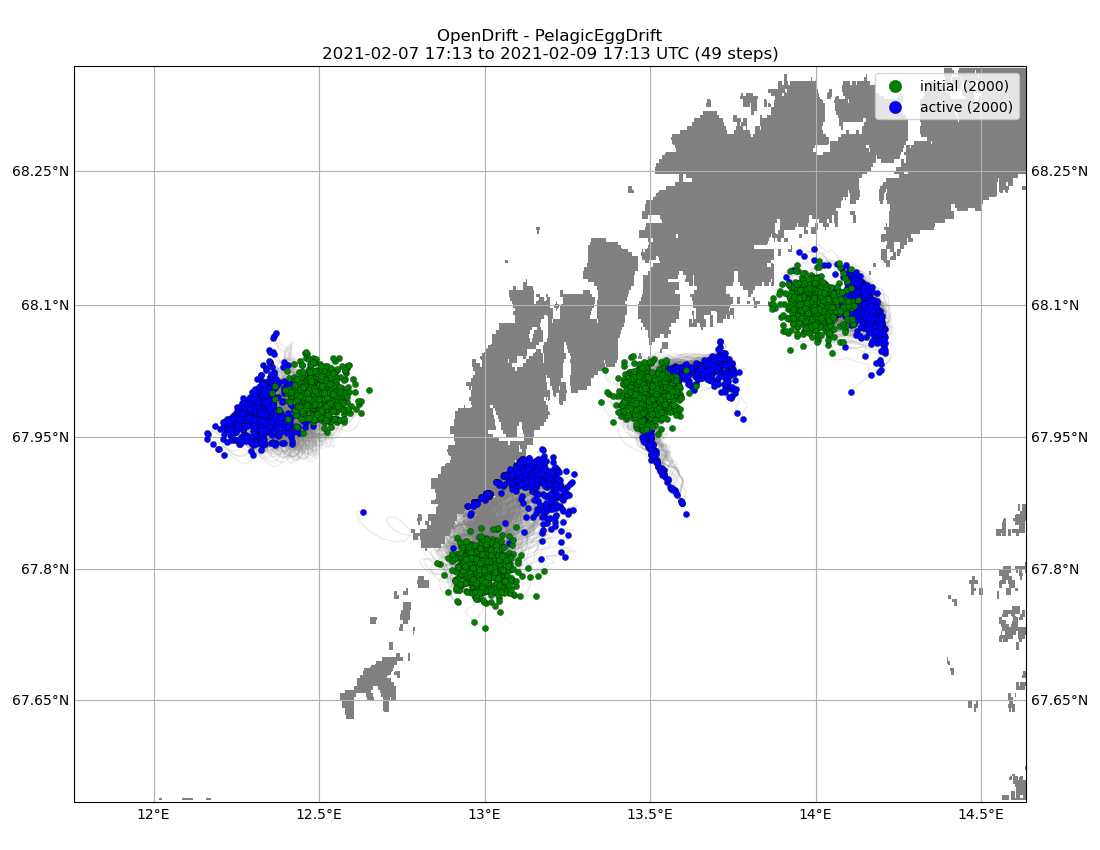 OpenDrift - PelagicEggDrift
2021-02-07 17:13 to 2021-02-09 17:13 UTC (49 steps)
initial (2000)
active (2000)
68.25°N 68.25°N
68.1°N 68.1°N
67.95°N 67.95°N
67.8°N 67.8°N
67.65°N 67.65°N
12°E 12.5°E 13°E 13.5°E 14°E 14.5°E